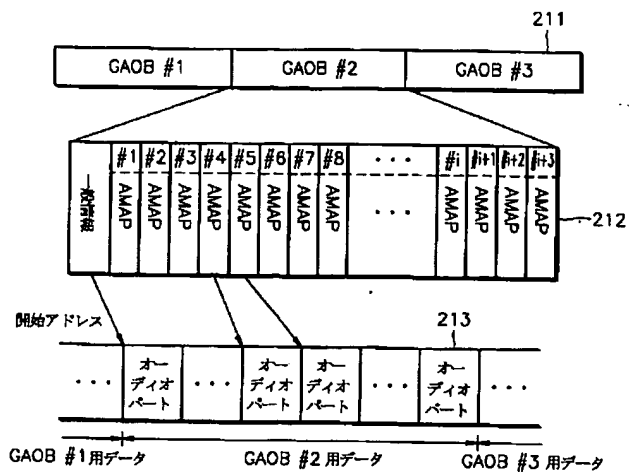 211
GAOB #1 GAOB #2 GAOB #3
#1 #2 #3 #4 #5 #6 #7 #8 ··· #i #i+1 #i+2 #i+3
一般情報 AMAP AMAP AMAP AMAP AMAP AMAP AMAP AMAP ··· AMAP AMAP AMAP AMAP
212
開始アドレス
213
··· オーディオパート ··· オーディオパート オーディオパート ··· オーディオパート ···
GAOB #1 用データ GAOB #2 用データ GAOB #3 用データ